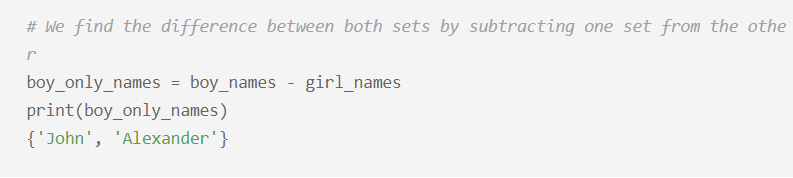 # We find the difference between both sets by subtracting one set from the othe
r
boy_only_names = boy_names - girl_names
print(boy_only_names)
{'John', 'Alexander'}